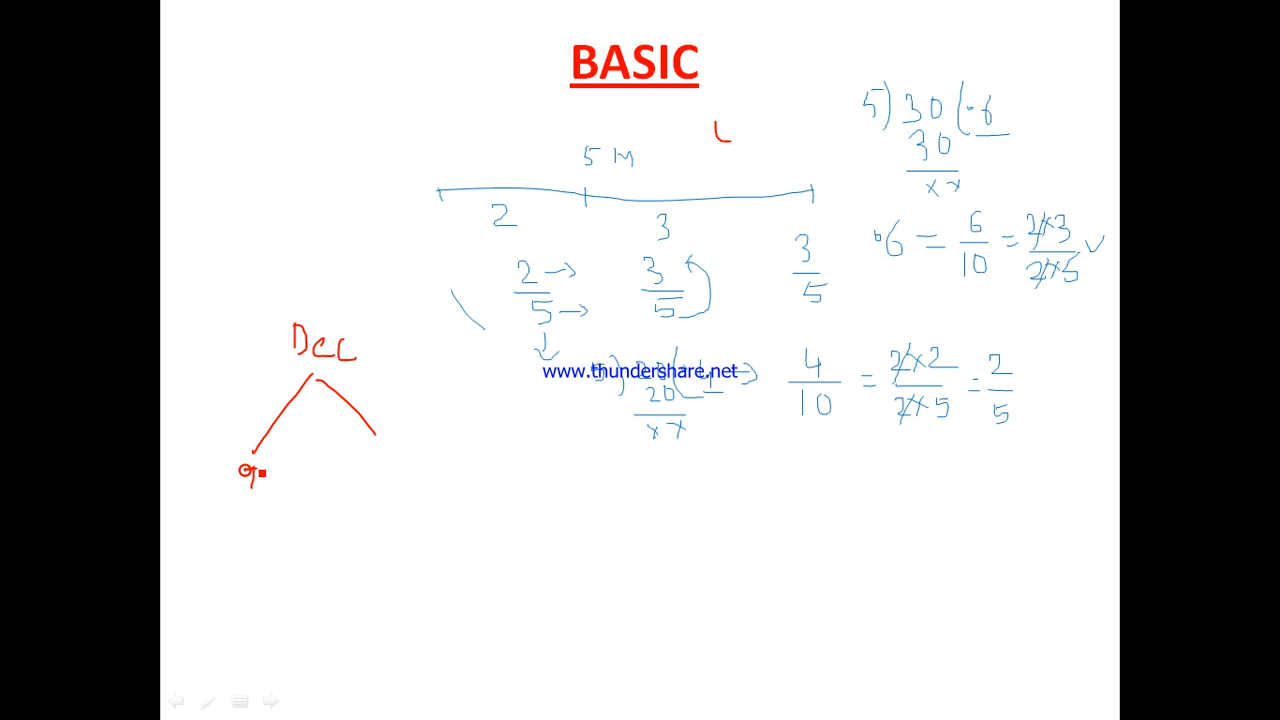 BASIC
5 ) 30 ( .6
30
x x
5 M
2 3
2/5 3/5 3/5
.6 = 6/10 = 2×3/2×5
Dec
www.thundershare.net
20
x x
4/10 = 2×2/2×5 = 2/5